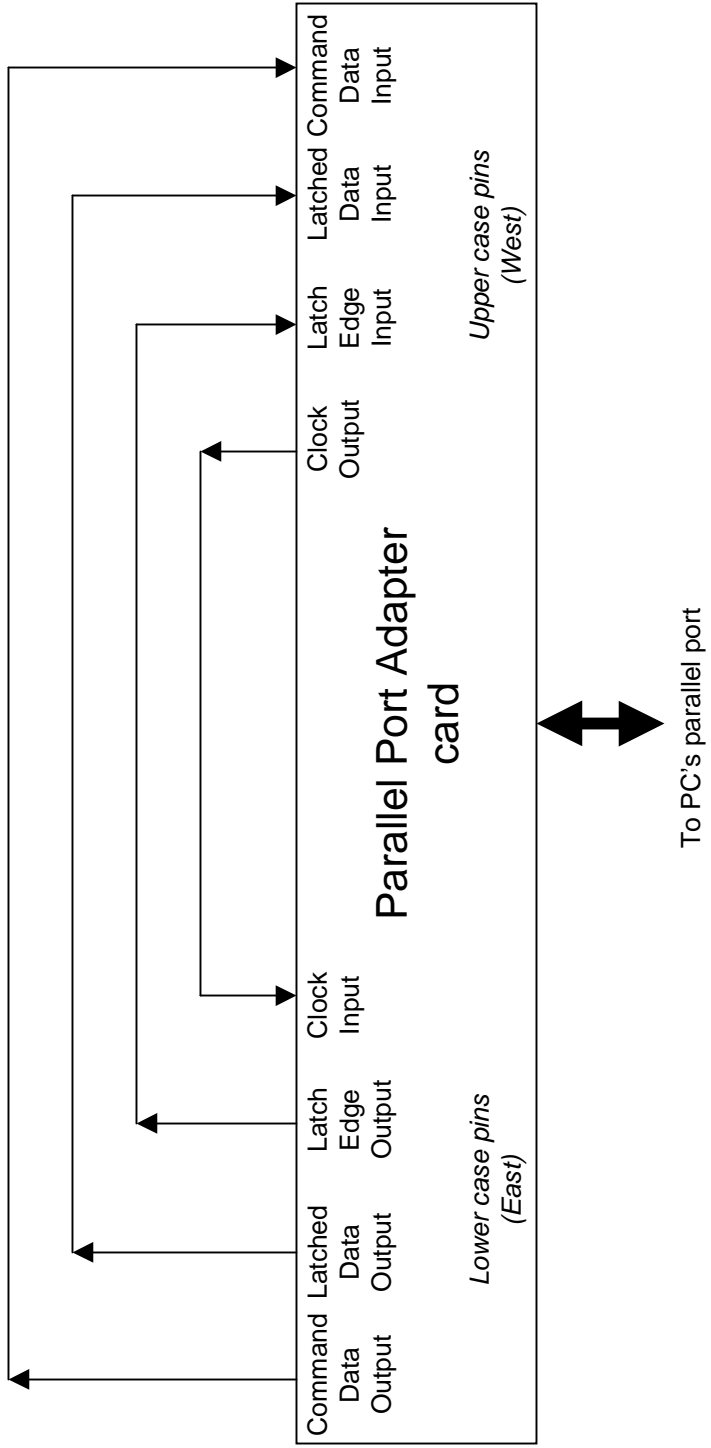 Command
Data
Output
Latched
Data
Output
Latch
Edge
Output
Clock
Input
Clock
Output
Latch
Edge
Input
Latched
Data
Input
Command
Data
Input
Parallel Port Adapter
card
Lower case pins
(East)
Upper case pins
(West)
To PC's parallel port